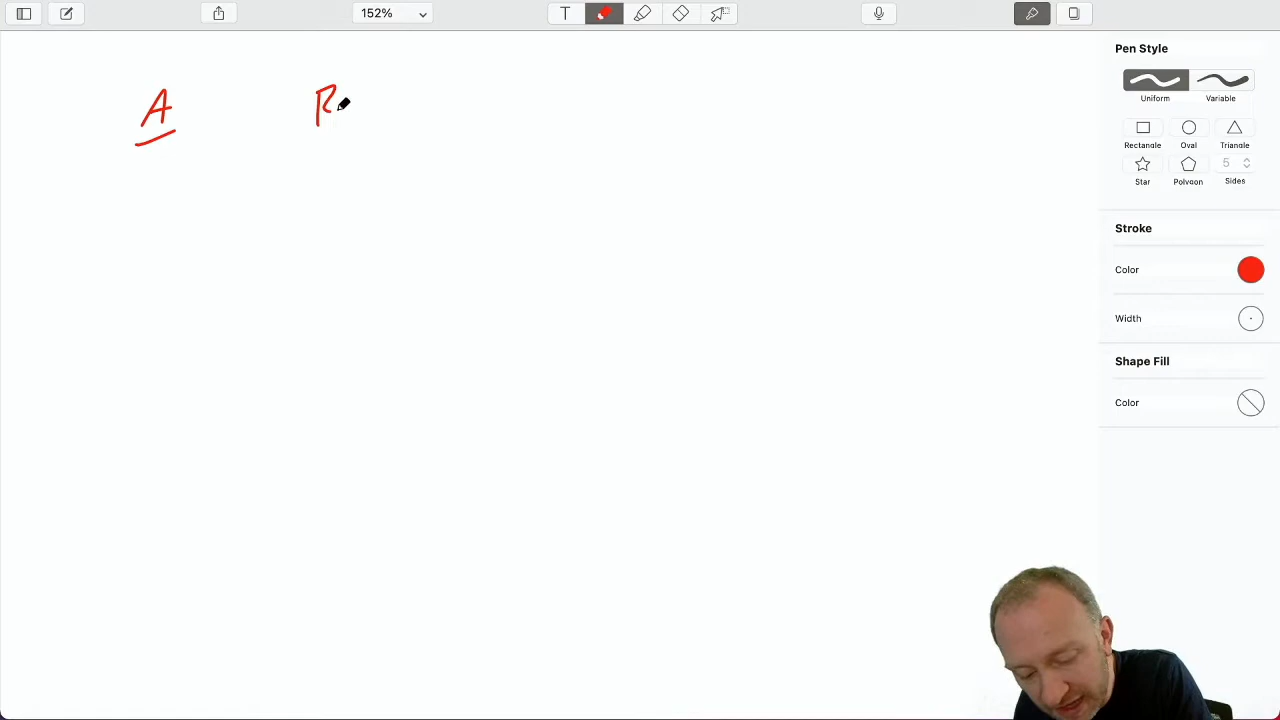 152%
T
Pen Style
Uniform Variable
Rectangle Oval Triangle
5
Star Polygon Sides
Stroke
Color
Width
Shape Fill
Color
A